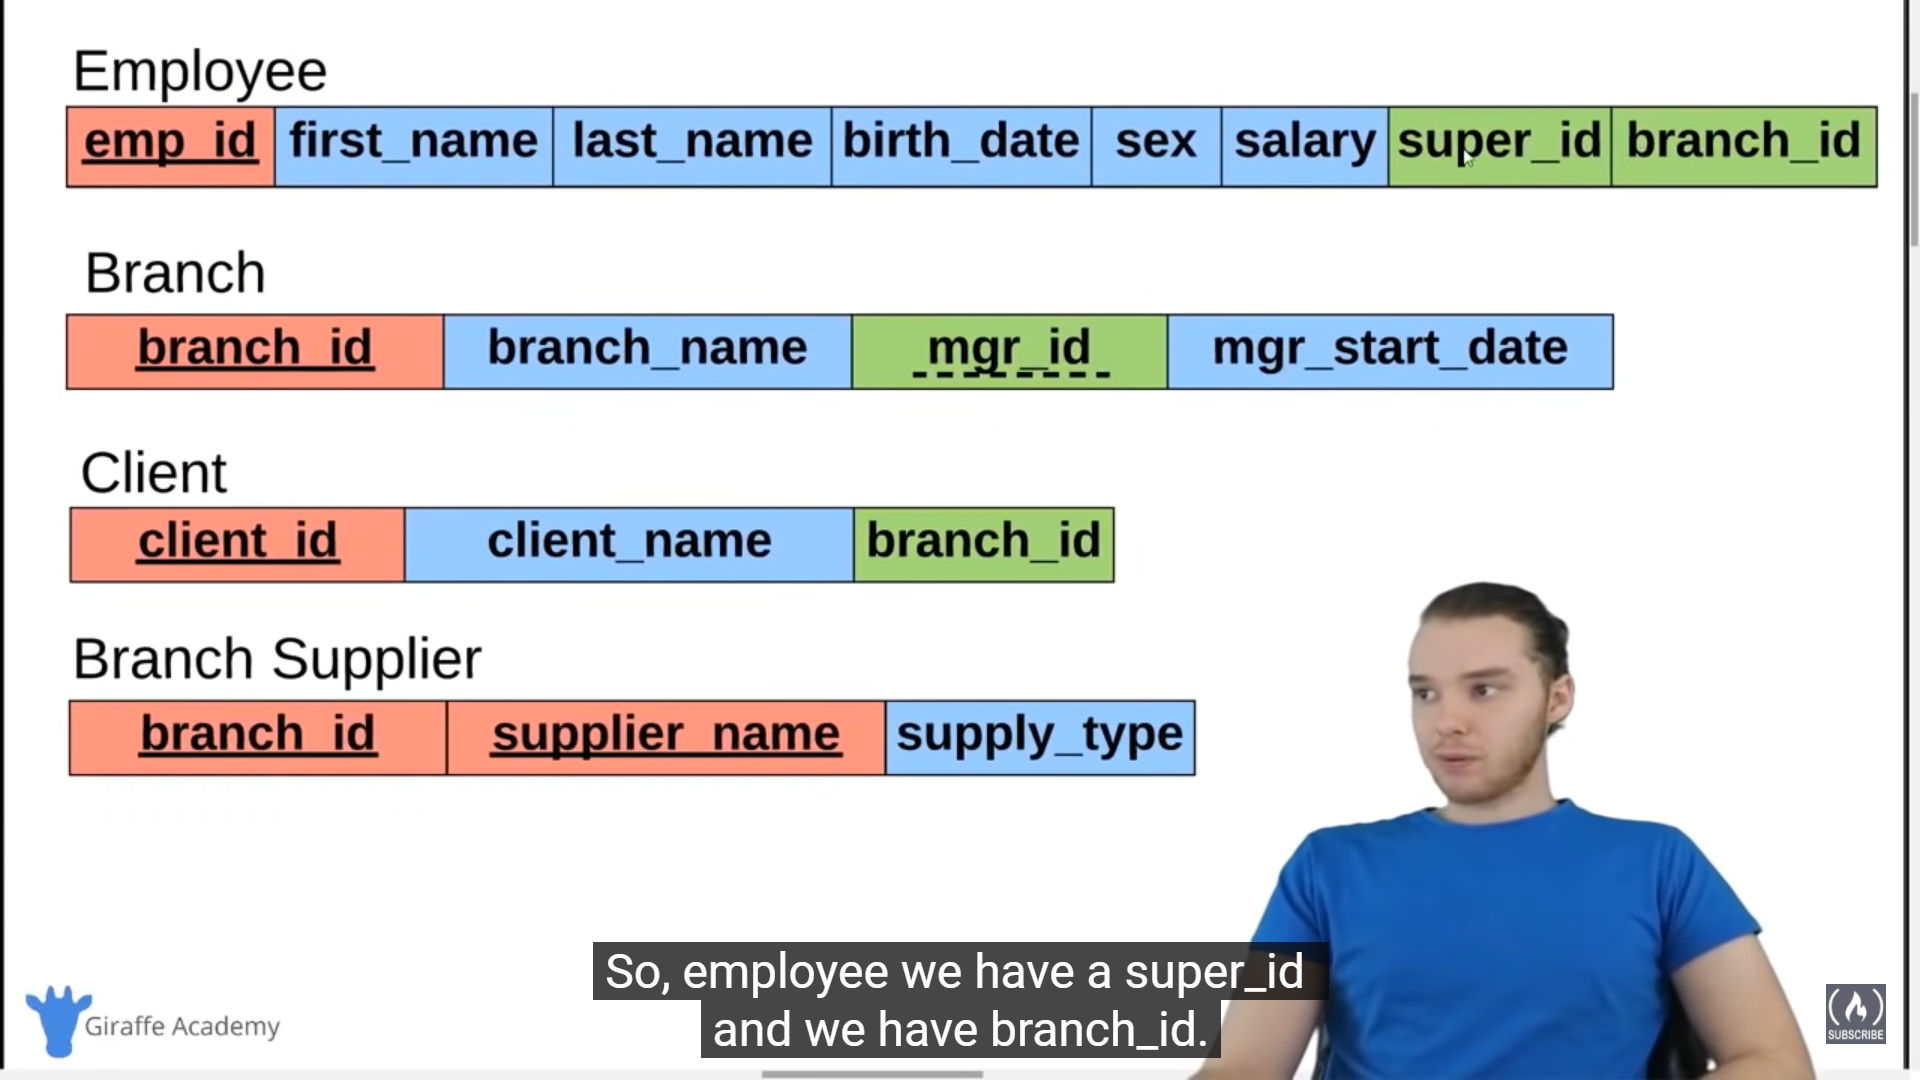 Employee
emp_id first_name last_name birth_date sex salary super_id branch_id
Branch
branch_id branch_name mgr_id mgr_start_date
Client
client_id client_name branch_id
Branch Supplier
branch_id supplier_name supply_type
So, employee we have a super_id
and we have branch_id.
Giraffe Academy
SUBSCRIBE